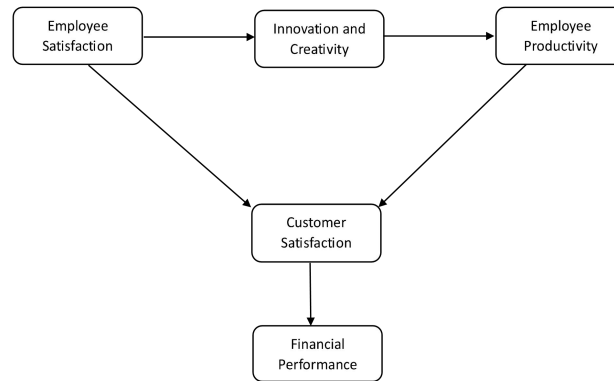 Employee
Satisfaction
Innovation and
Creativity
Employee
Productivity
Customer
Satisfaction
Financial
Performance